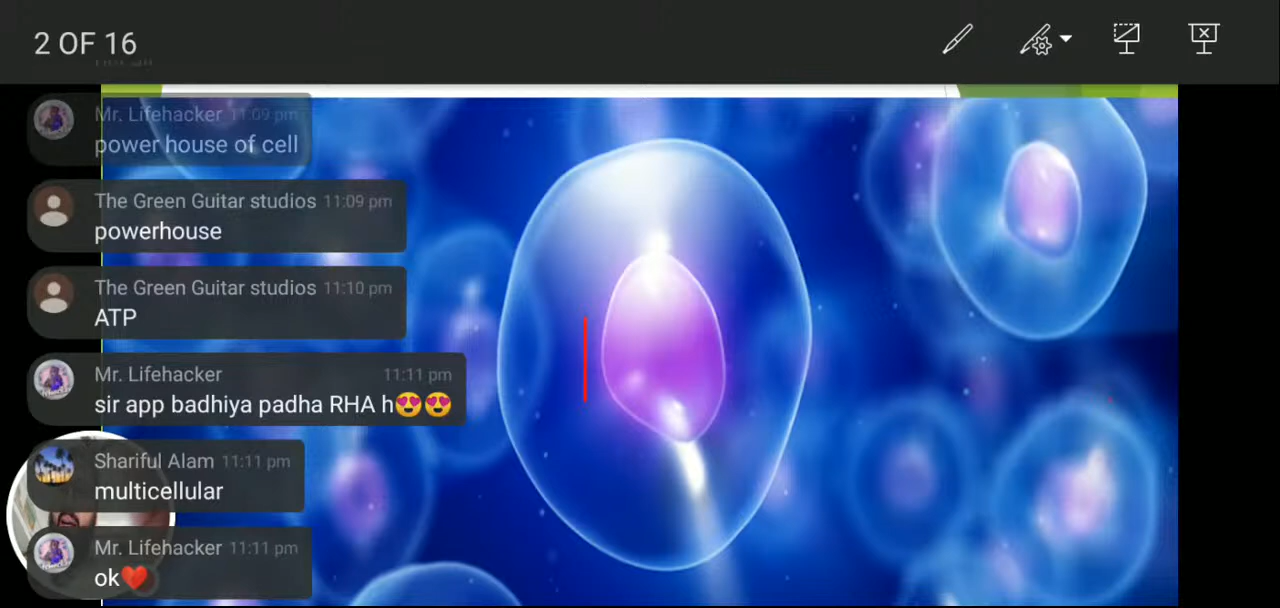 2 OF 16
Mr. Lifehacker 11:09 pm
power house of cell
The Green Guitar studios 11:09 pm
powerhouse
The Green Guitar studios 11:10 pm
ATP
Mr. Lifehacker 11:11 pm
sir app badhiya padha RHA h😍😍
Shariful Alam 11:11 pm
multicellular
Mr. Lifehacker 11:11 pm
ok❤️